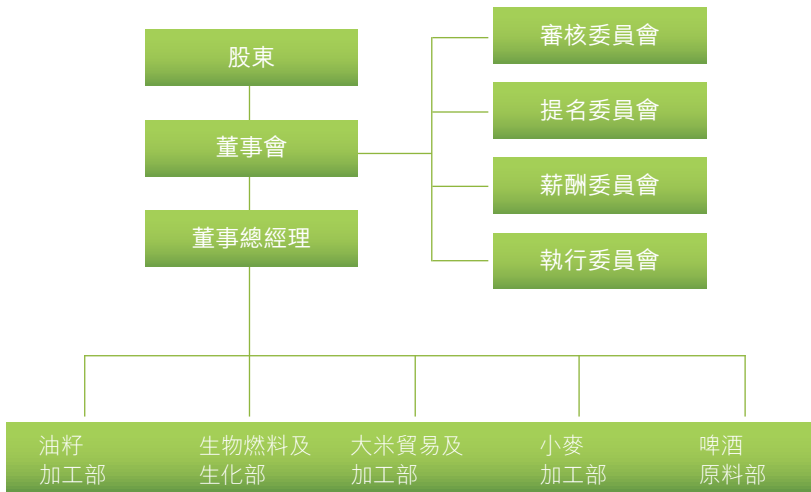 股東
董事會
董事總經理
審核委員會
提名委員會
薪酬委員會
執行委員會
油籽
加工部
生物燃料及
生化部
大米貿易及
加工部
小麥
加工部
啤酒
原料部